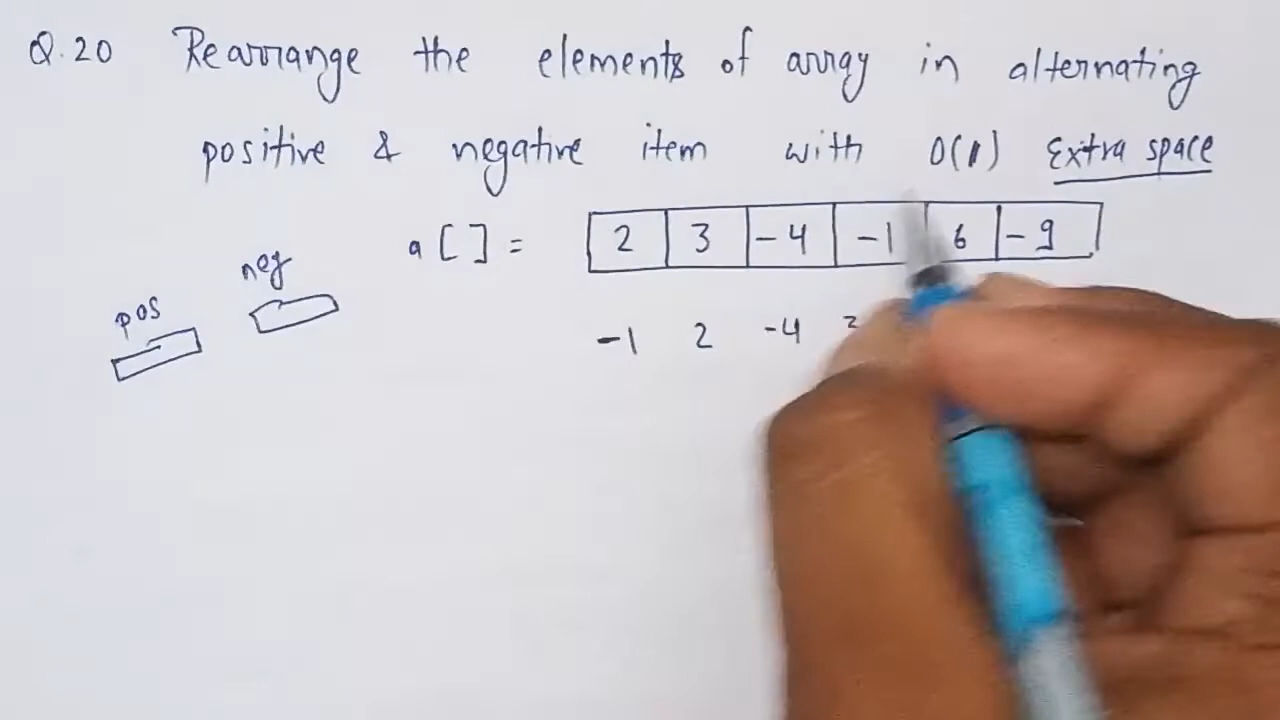 Q.20 Rearrange the elements of array in alternating
positive & negative item with O(1) Extra space
a[] = 2 3 -4 -1 6 -9
neg
pos
-1 2 -4